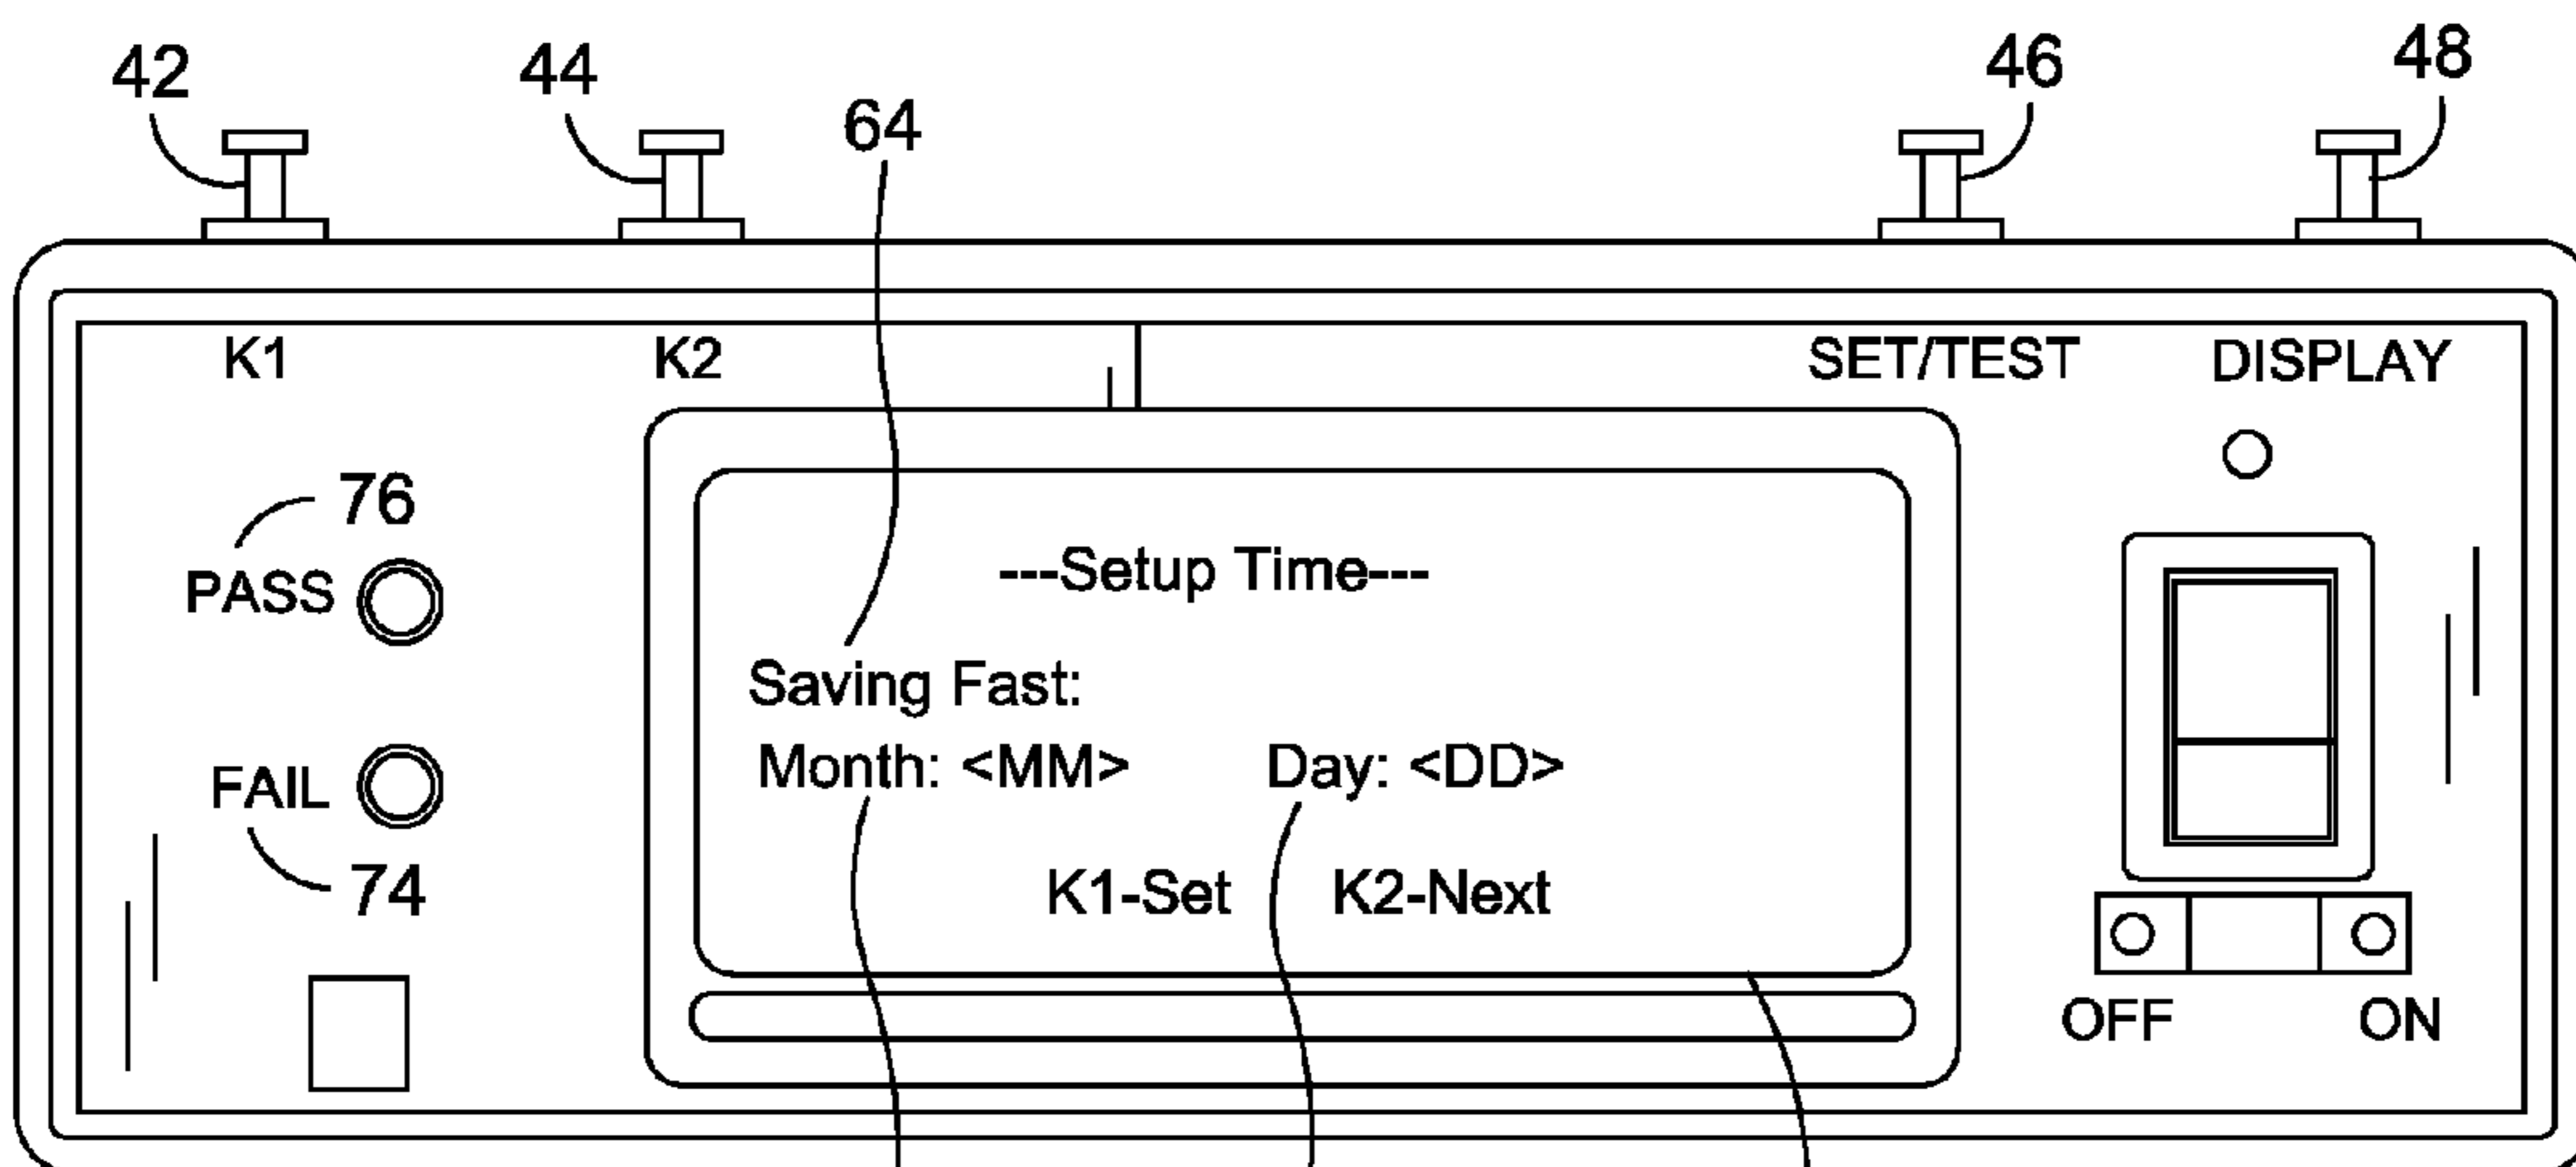 42 44 64 46 48
K1 K2 SET/TEST DISPLAY
76
PASS
---Setup Time---
Saving Fast:
Month: <MM> Day: <DD>
FAIL
74
K1-Set K2-Next
OFF ON